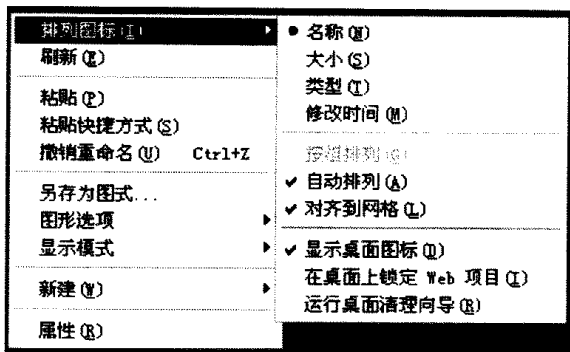 排列图标(I)
刷新(E)
粘贴(P)
粘贴快捷方式(S)
撤销重命名(U) Ctrl+Z
另存为图式...
图形选项
显示模式
新建(W)
属性(R)
名称(N)
大小(S)
类型(T)
修改时间(M)
按组排列(G)
自动排列(A)
对齐到网格(L)
显示桌面图标(D)
在桌面上锁定 Web 项目(I)
运行桌面清理向导(R)